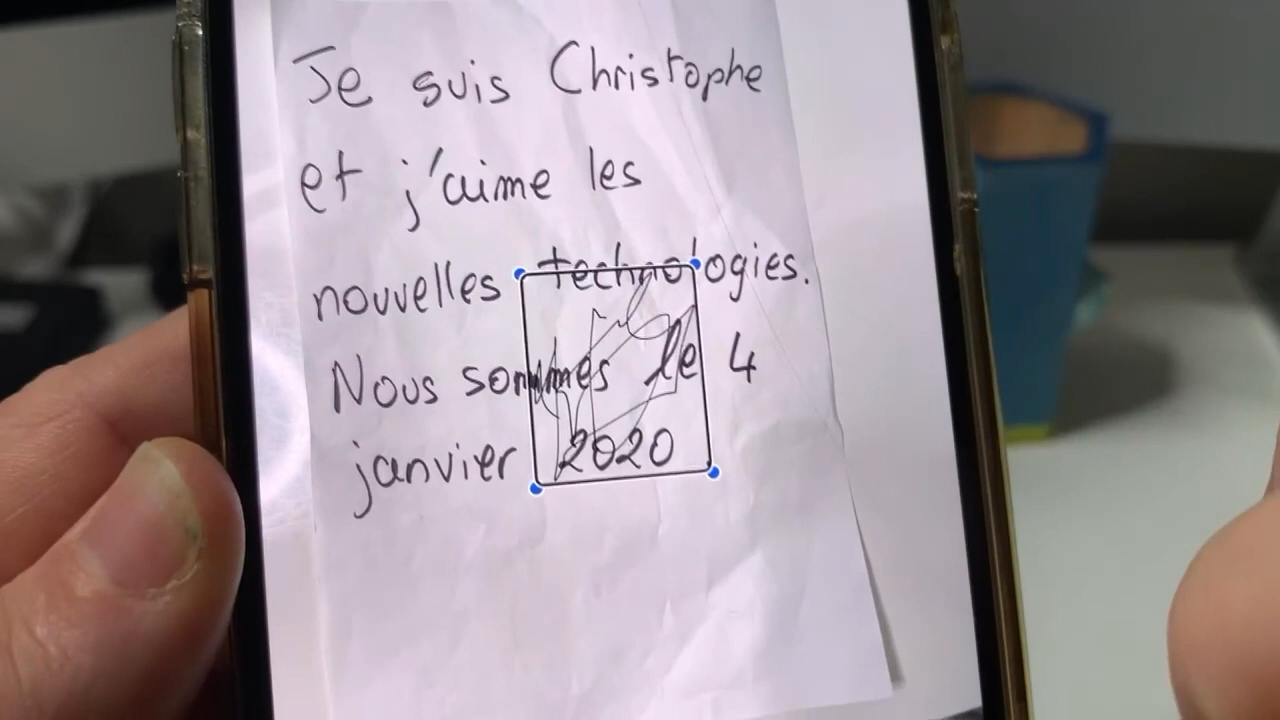 Je suis Christophe
et j'aime les
nouvelles technologies.
Nous sommes le 4
janvier 2020